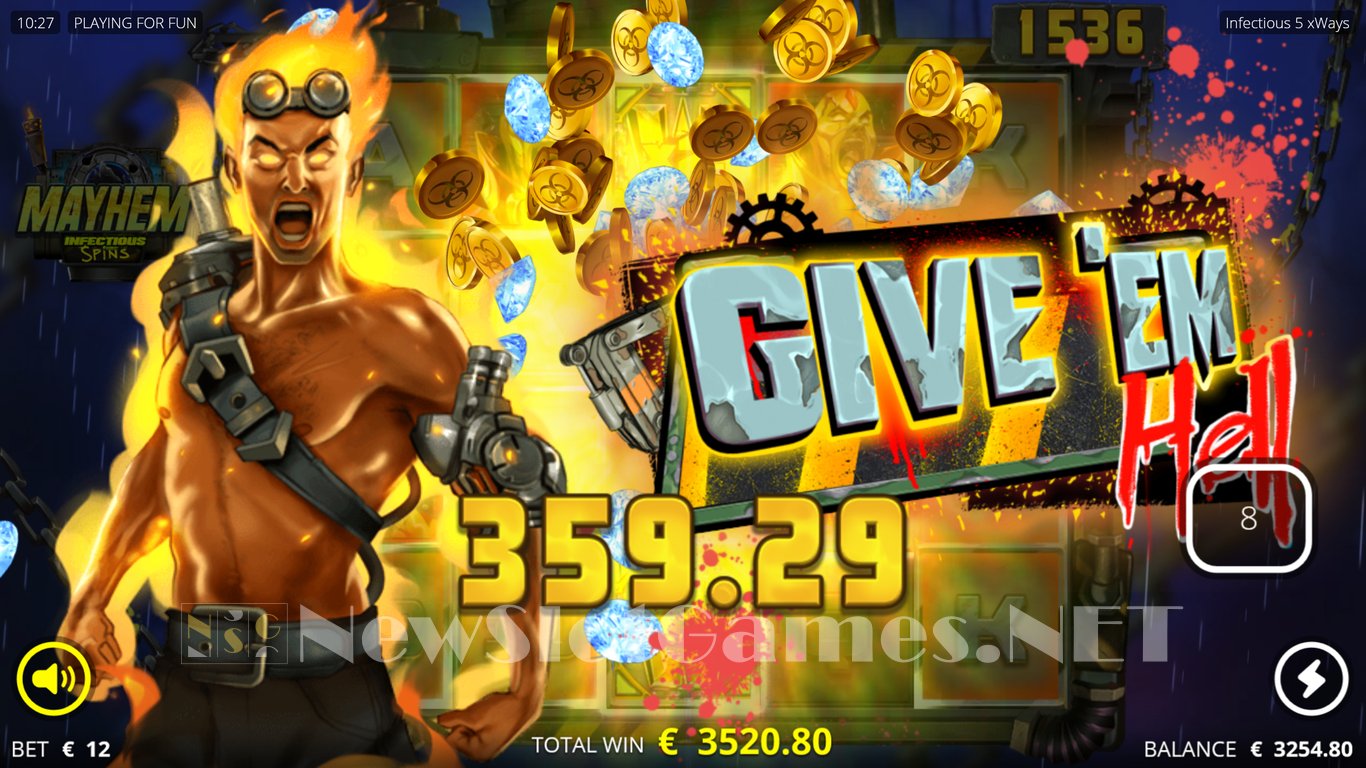 10:27 PLAYING FOR FUN
Infectious 5 xWays
1536
MAYHEM
INFECTIOUS
SPINS
GIVE 'EM
Hell
8
359.29
NSG NewSlotGames.NET
BET € 12
TOTAL WIN € 3520.80
BALANCE € 3254.80
A
K
K